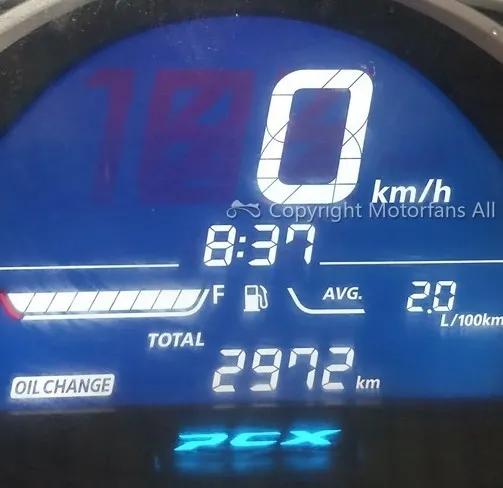 0 km/h
© Copyright Motorfans All
8:37
F AVG. 2.0
L/100km
TOTAL
2972 km
OIL CHANGE
PCX